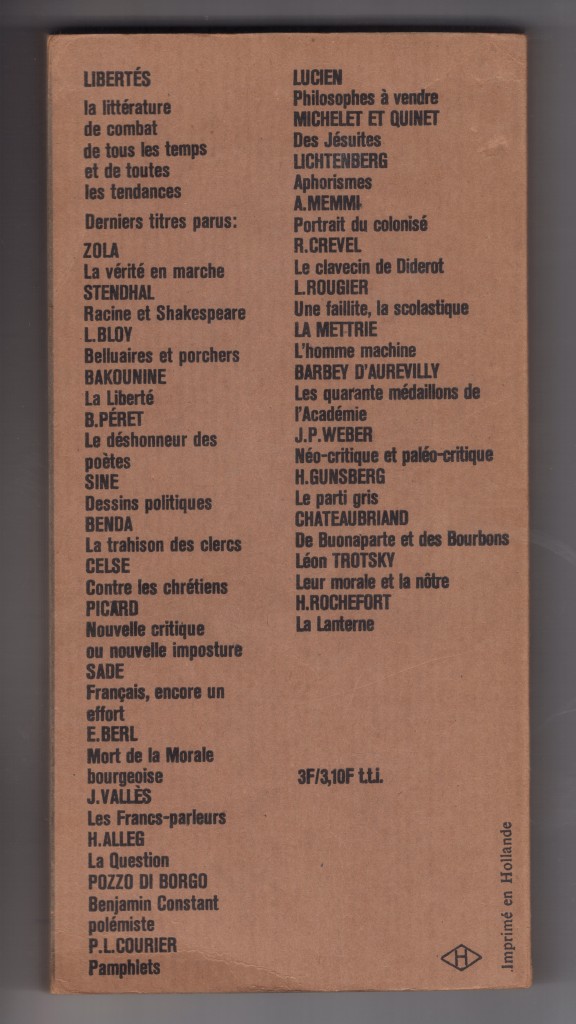 LIBERTÉS
la littérature
de combat
de tous les temps
et de toutes
les tendances
Derniers titres parus:
ZOLA
La vérité en marche
STENDHAL
Racine et Shakespeare
L.BLOY
Belluaires et porchers
BAKOUNINE
La Liberté
B.PÉRET
Le déshonneur des
poètes
SINE
Dessins politiques
BENDA
La trahison des clercs
CELSE
Contre les chrétiens
PICARD
Nouvelle critique
ou nouvelle imposture
SADE
Français, encore un
effort
E.BERL
Mort de la Morale
bourgeoise
J.VALLÈS
Les Francs-parleurs
H.ALLEG
La Question
POZZO DI BORGO
Benjamin Constant
polémiste
P.L.COURIER
Pamphlets
LUCIEN
Philosophes à vendre
MICHELET ET QUINET
Des Jésuites
LICHTENBERG
Aphorismes
A.MEMMI
Portrait du colonisé
R.CREVEL
Le clavecin de Diderot
L.ROUGIER
Une faillite, la scolastique
LA METTRIE
L'homme machine
BARBEY D'AUREVILLY
Les quarante médaillons de
l'Académie
J.P.WEBER
Néo-critique et paléo-critique
H.GUNSBERG
Le parti gris
CHATEAUBRIAND
De Buonaparte et des Bourbons
Léon TROTSKY
Leur morale et la nôtre
H.ROCHEFORT
La Lanterne
3F/3,10F t.t.i.
H
Imprimé en Hollande